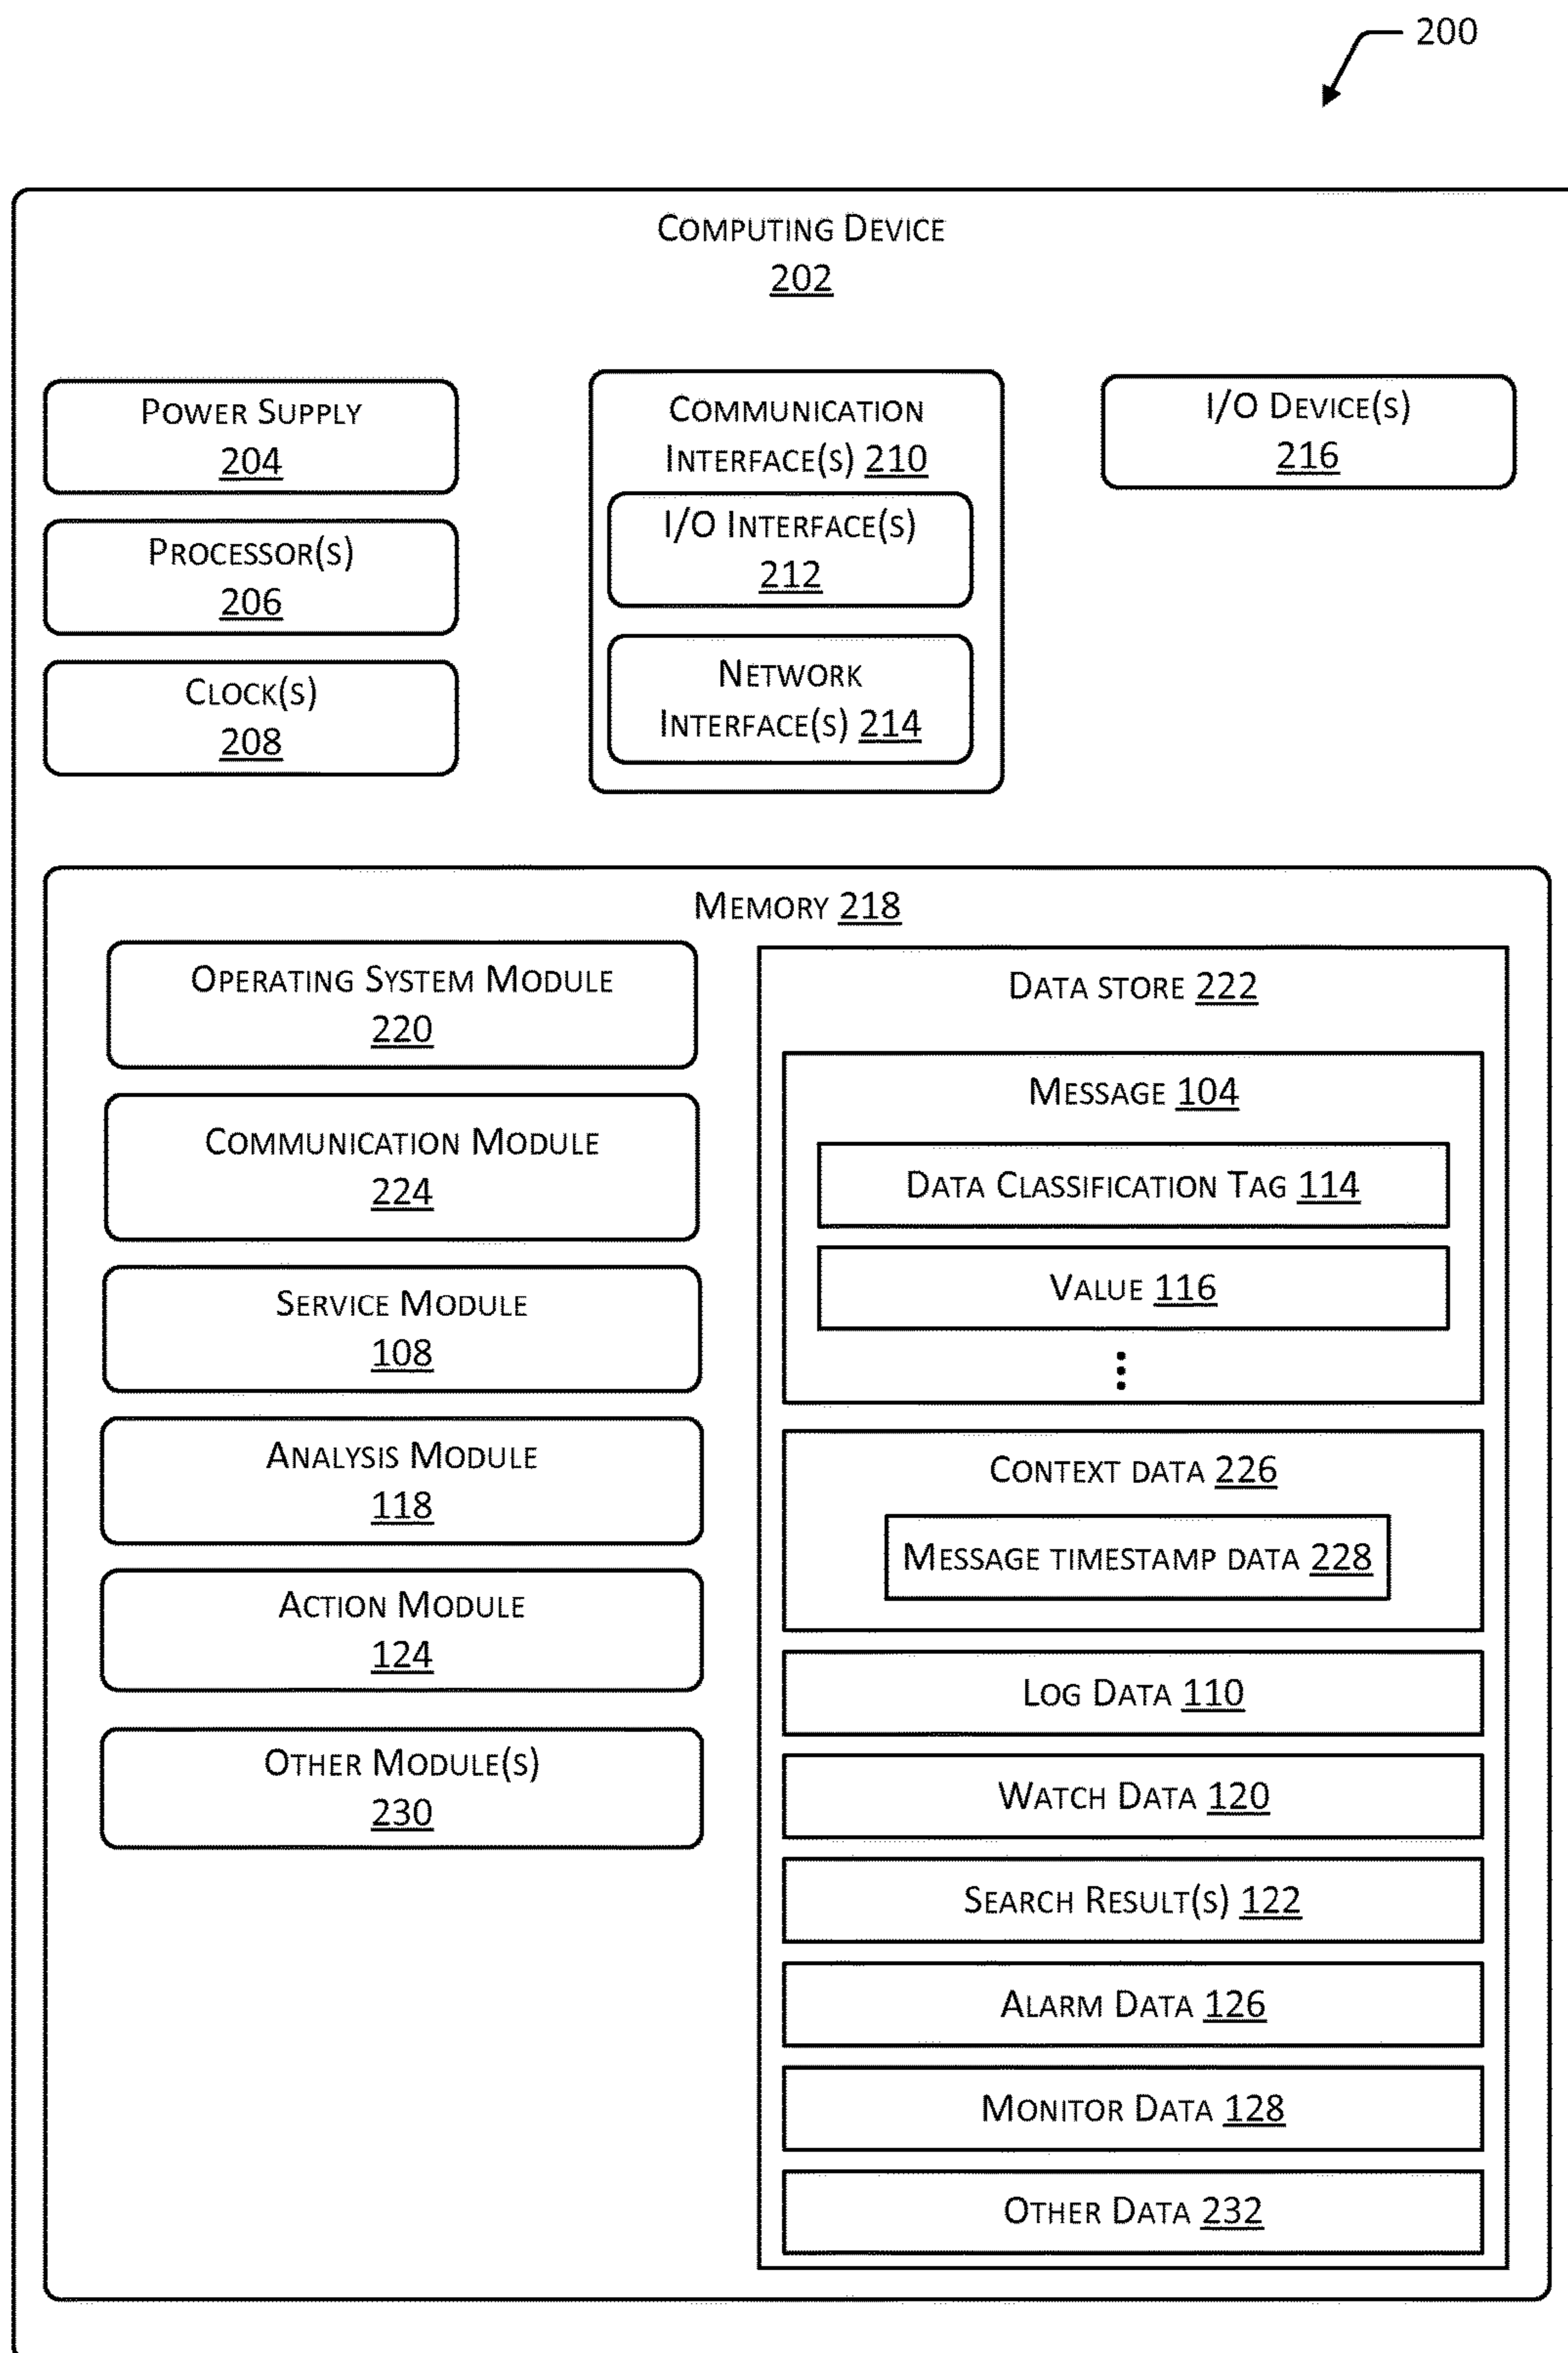 200
Computing Device
202
Power Supply
204
Processor(s)
206
Clock(s)
208
Communication
Interface(s) 210
I/O Interface(s)
212
Network
Interface(s) 214
I/O Device(s)
216
Memory 218
Operating System Module
220
Communication Module
224
Service Module
108
Analysis Module
118
Action Module
124
Other Module(s)
230
Data store 222
Message 104
Data Classification Tag 114
Value 116
Context data 226
Message timestamp data 228
Log Data 110
Watch Data 120
Search Result(s) 122
Alarm Data 126
Monitor Data 128
Other Data 232